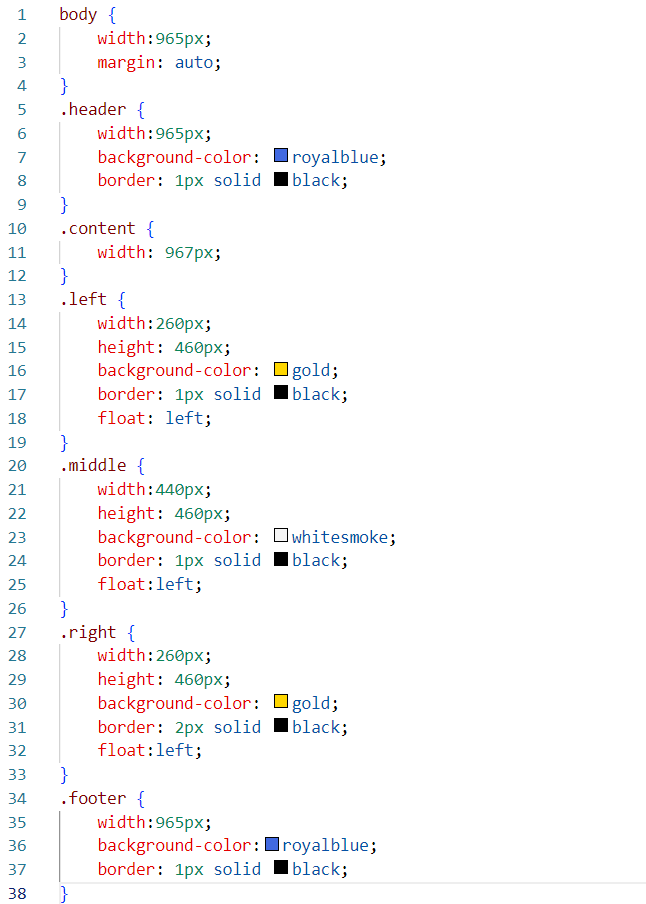 1 body {
2     width:965px;
3     margin: auto;
4 }
5 .header {
6     width:965px;
7     background-color: royalblue;
8     border: 1px solid black;
9 }
10 .content {
11     width: 967px;
12 }
13 .left {
14     width:260px;
15     height: 460px;
16     background-color: gold;
17     border: 1px solid black;
18     float: left;
19 }
20 .middle {
21     width:440px;
22     height: 460px;
23     background-color: whitesmoke;
24     border: 1px solid black;
25     float:left;
26 }
27 .right {
28     width:260px;
29     height: 460px;
30     background-color: gold;
31     border: 2px solid black;
32     float:left;
33 }
34 .footer {
35     width:965px;
36     background-color:royalblue;
37     border: 1px solid black;
38 }